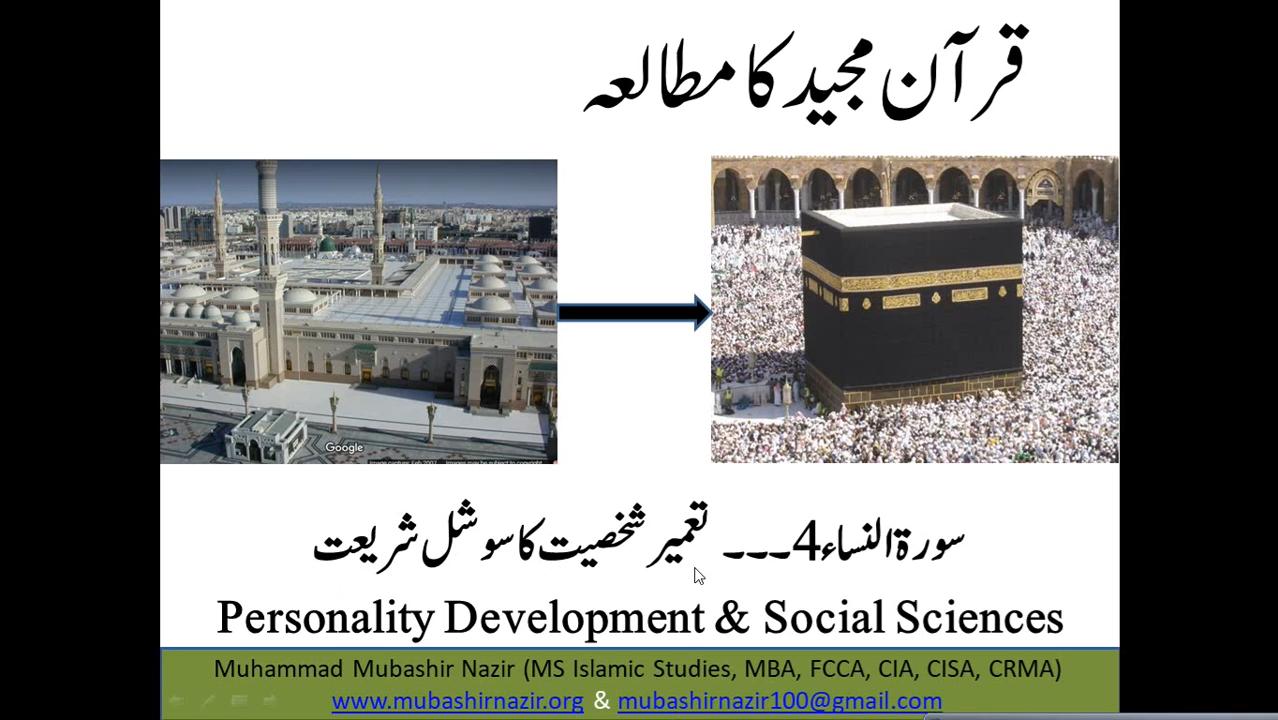 قرآن مجید کا مطالعہ
Google
سورۃ النساء 4۔۔۔ تعمیر شخصیت کا سوشل شریعت
Personality Development & Social Sciences
Muhammad Mubashir Nazir (MS Islamic Studies, MBA, FCCA, CIA, CISA, CRMA)
www.mubashirnazir.org & mubashirnazir100@gmail.com